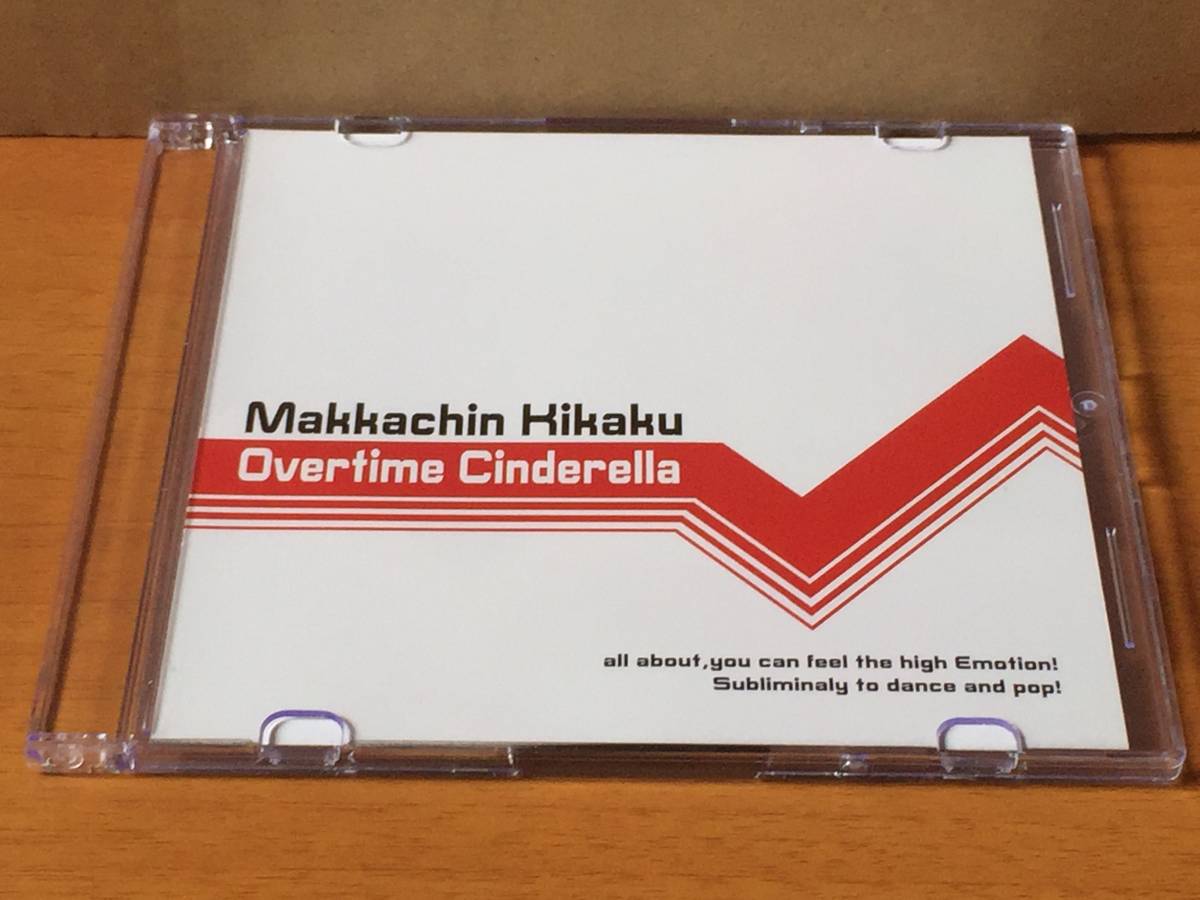 Makkachin Kikaku
Overtime Cinderella
all about,you can feel the high Emotion!
Subliminaly to dance and pop!